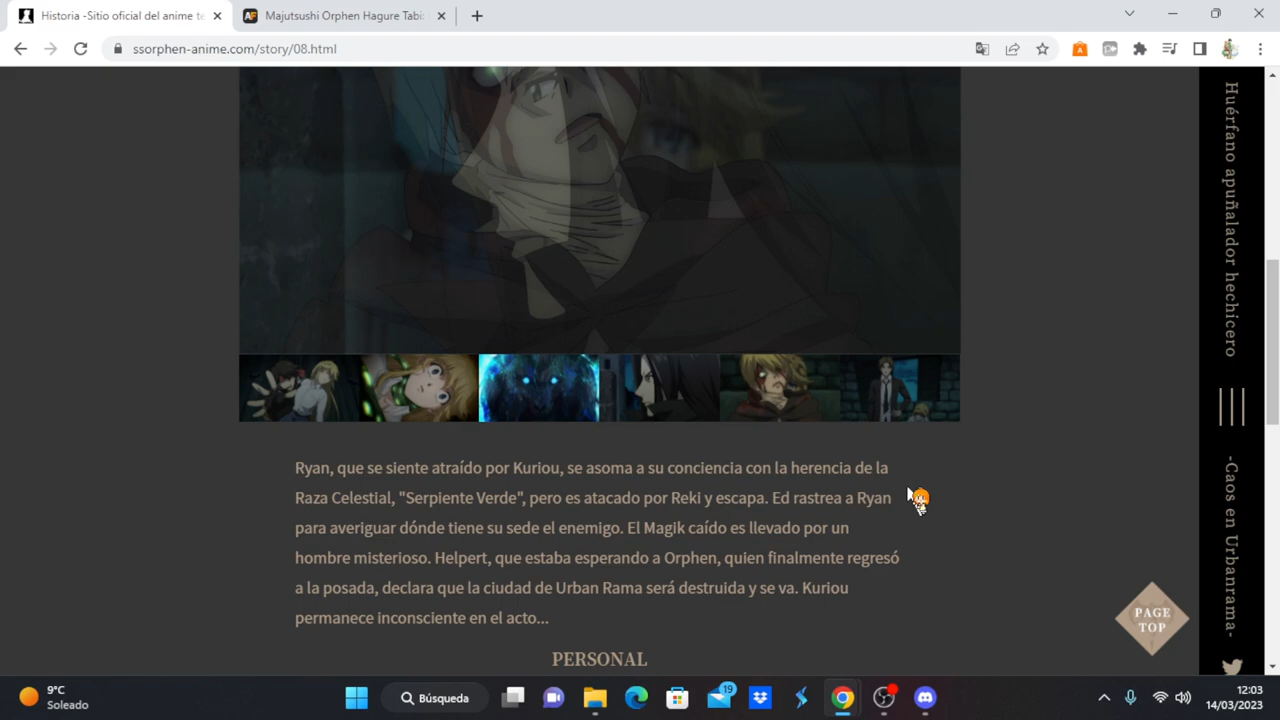 Historia -Sitio oficial del anime te
Majutsushi Orphen Hagure Tabi:
ssorphen-anime.com/story/08.html
Huérfano apuñalador hechicero
-Caos en Urbanrama-
Ryan, que se siente atraído por Kuriou, se asoma a su conciencia con la herencia de la
Raza Celestial, "Serpiente Verde", pero es atacado por Reki y escapa. Ed rastrea a Ryan
para averiguar dónde tiene su sede el enemigo. El Magik caído es llevado por un
hombre misterioso. Helpert, que estaba esperando a Orphen, quien finalmente regresó
a la posada, declara que la ciudad de Urban Rama será destruida y se va. Kuriou
permanece inconsciente en el acto...
PERSONAL
PAGE
TOP
9°C
Soleado
Búsqueda
19
12:03
14/03/2023